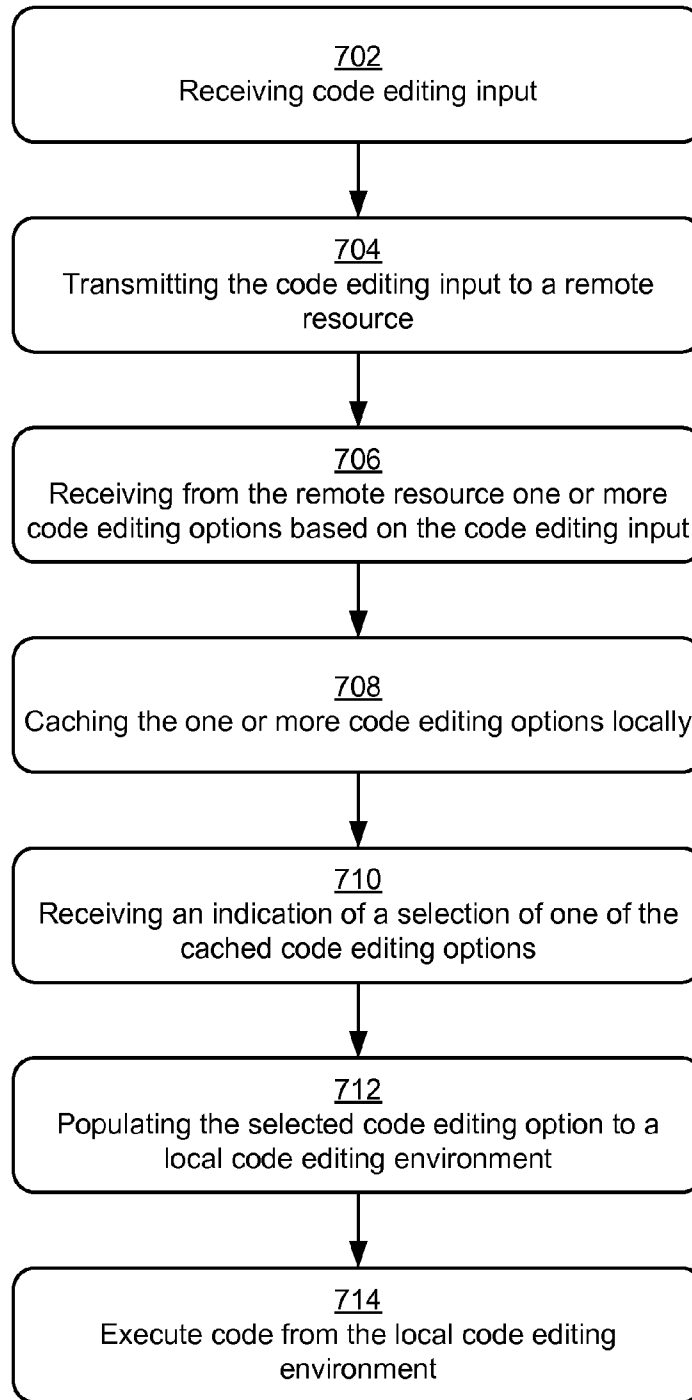 702
Receiving code editing input
704
Transmitting the code editing input to a remote
resource
706
Receiving from the remote resource one or more
code editing options based on the code editing input
708
Caching the one or more code editing options locally
710
Receiving an indication of a selection of one of the
cached code editing options
712
Populating the selected code editing option to a
local code editing environment
714
Execute code from the local code editing
environment